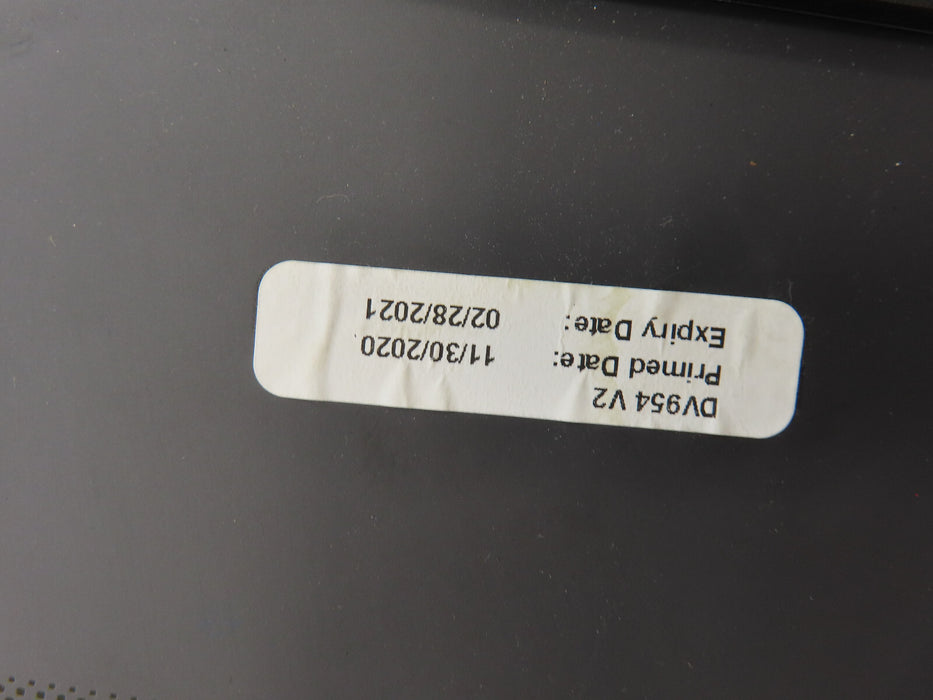 DV954 V2
Primed Date: 11/30/2020
Expiry Date: 02/28/2021